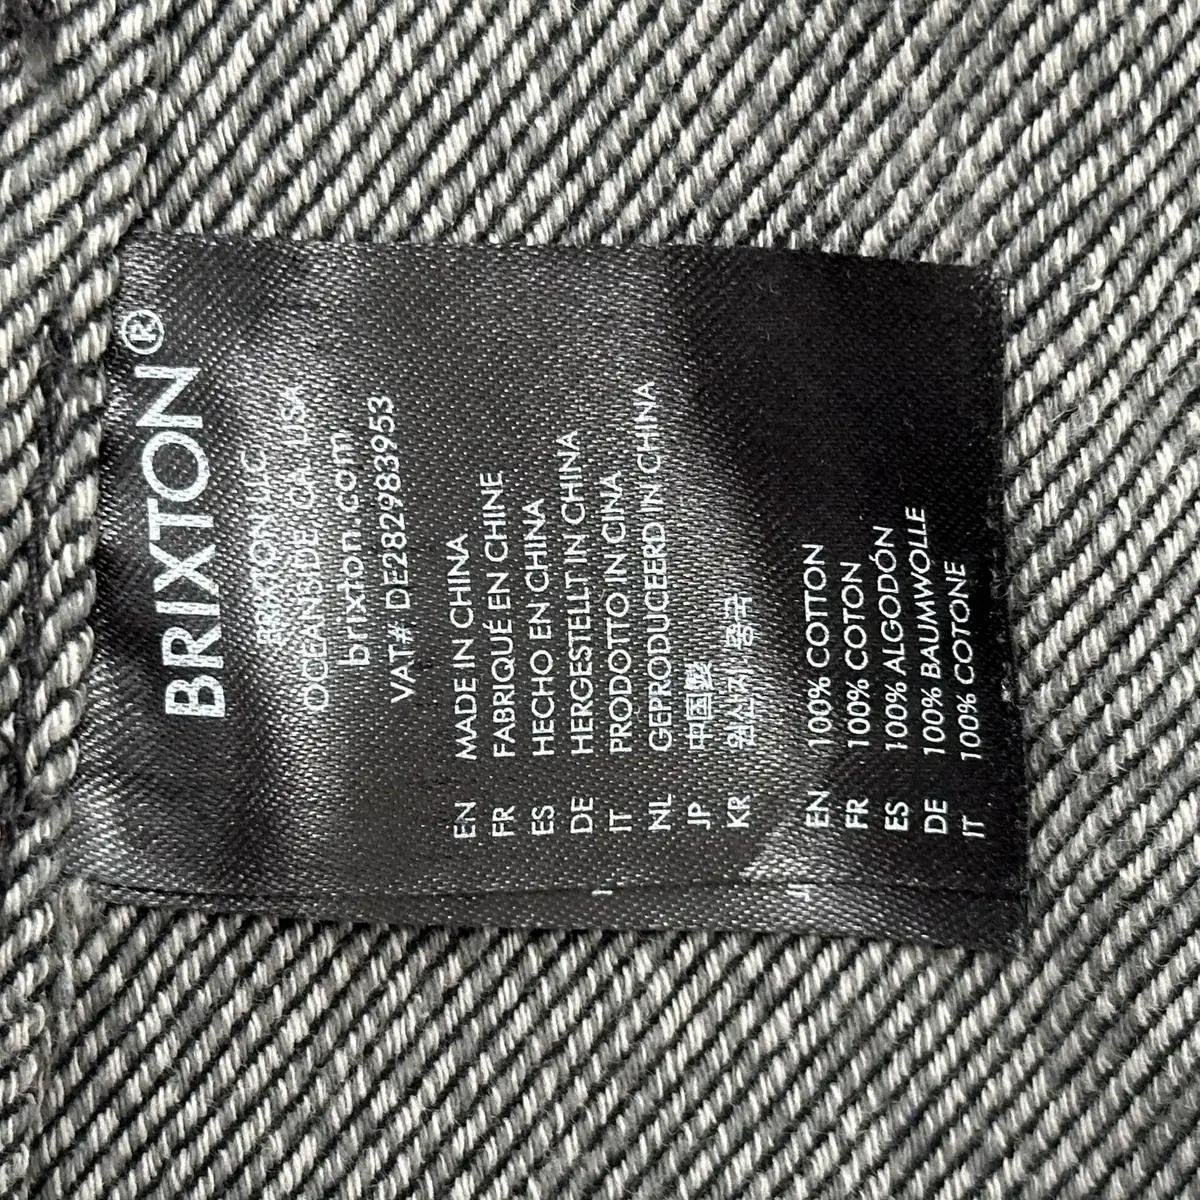 BRIXTON®
BRIXTON LLC.
OCEANSIDE CA USA
brixton.com
VAT# DE282983953
EN MADE IN CHINA
FR FABRIQUÉ EN CHINE
ES HECHO EN CHINA
DE HERGESTELLT IN CHINA
IT PRODOTTO IN CINA
NL GEPRODUCEERD IN CHINA
JP 中国製
KR 원산지 중국
EN 100% COTTON
FR 100% COTON
ES 100% ALGODÓN
DE 100% BAUMWOLLE
IT 100% COTONE